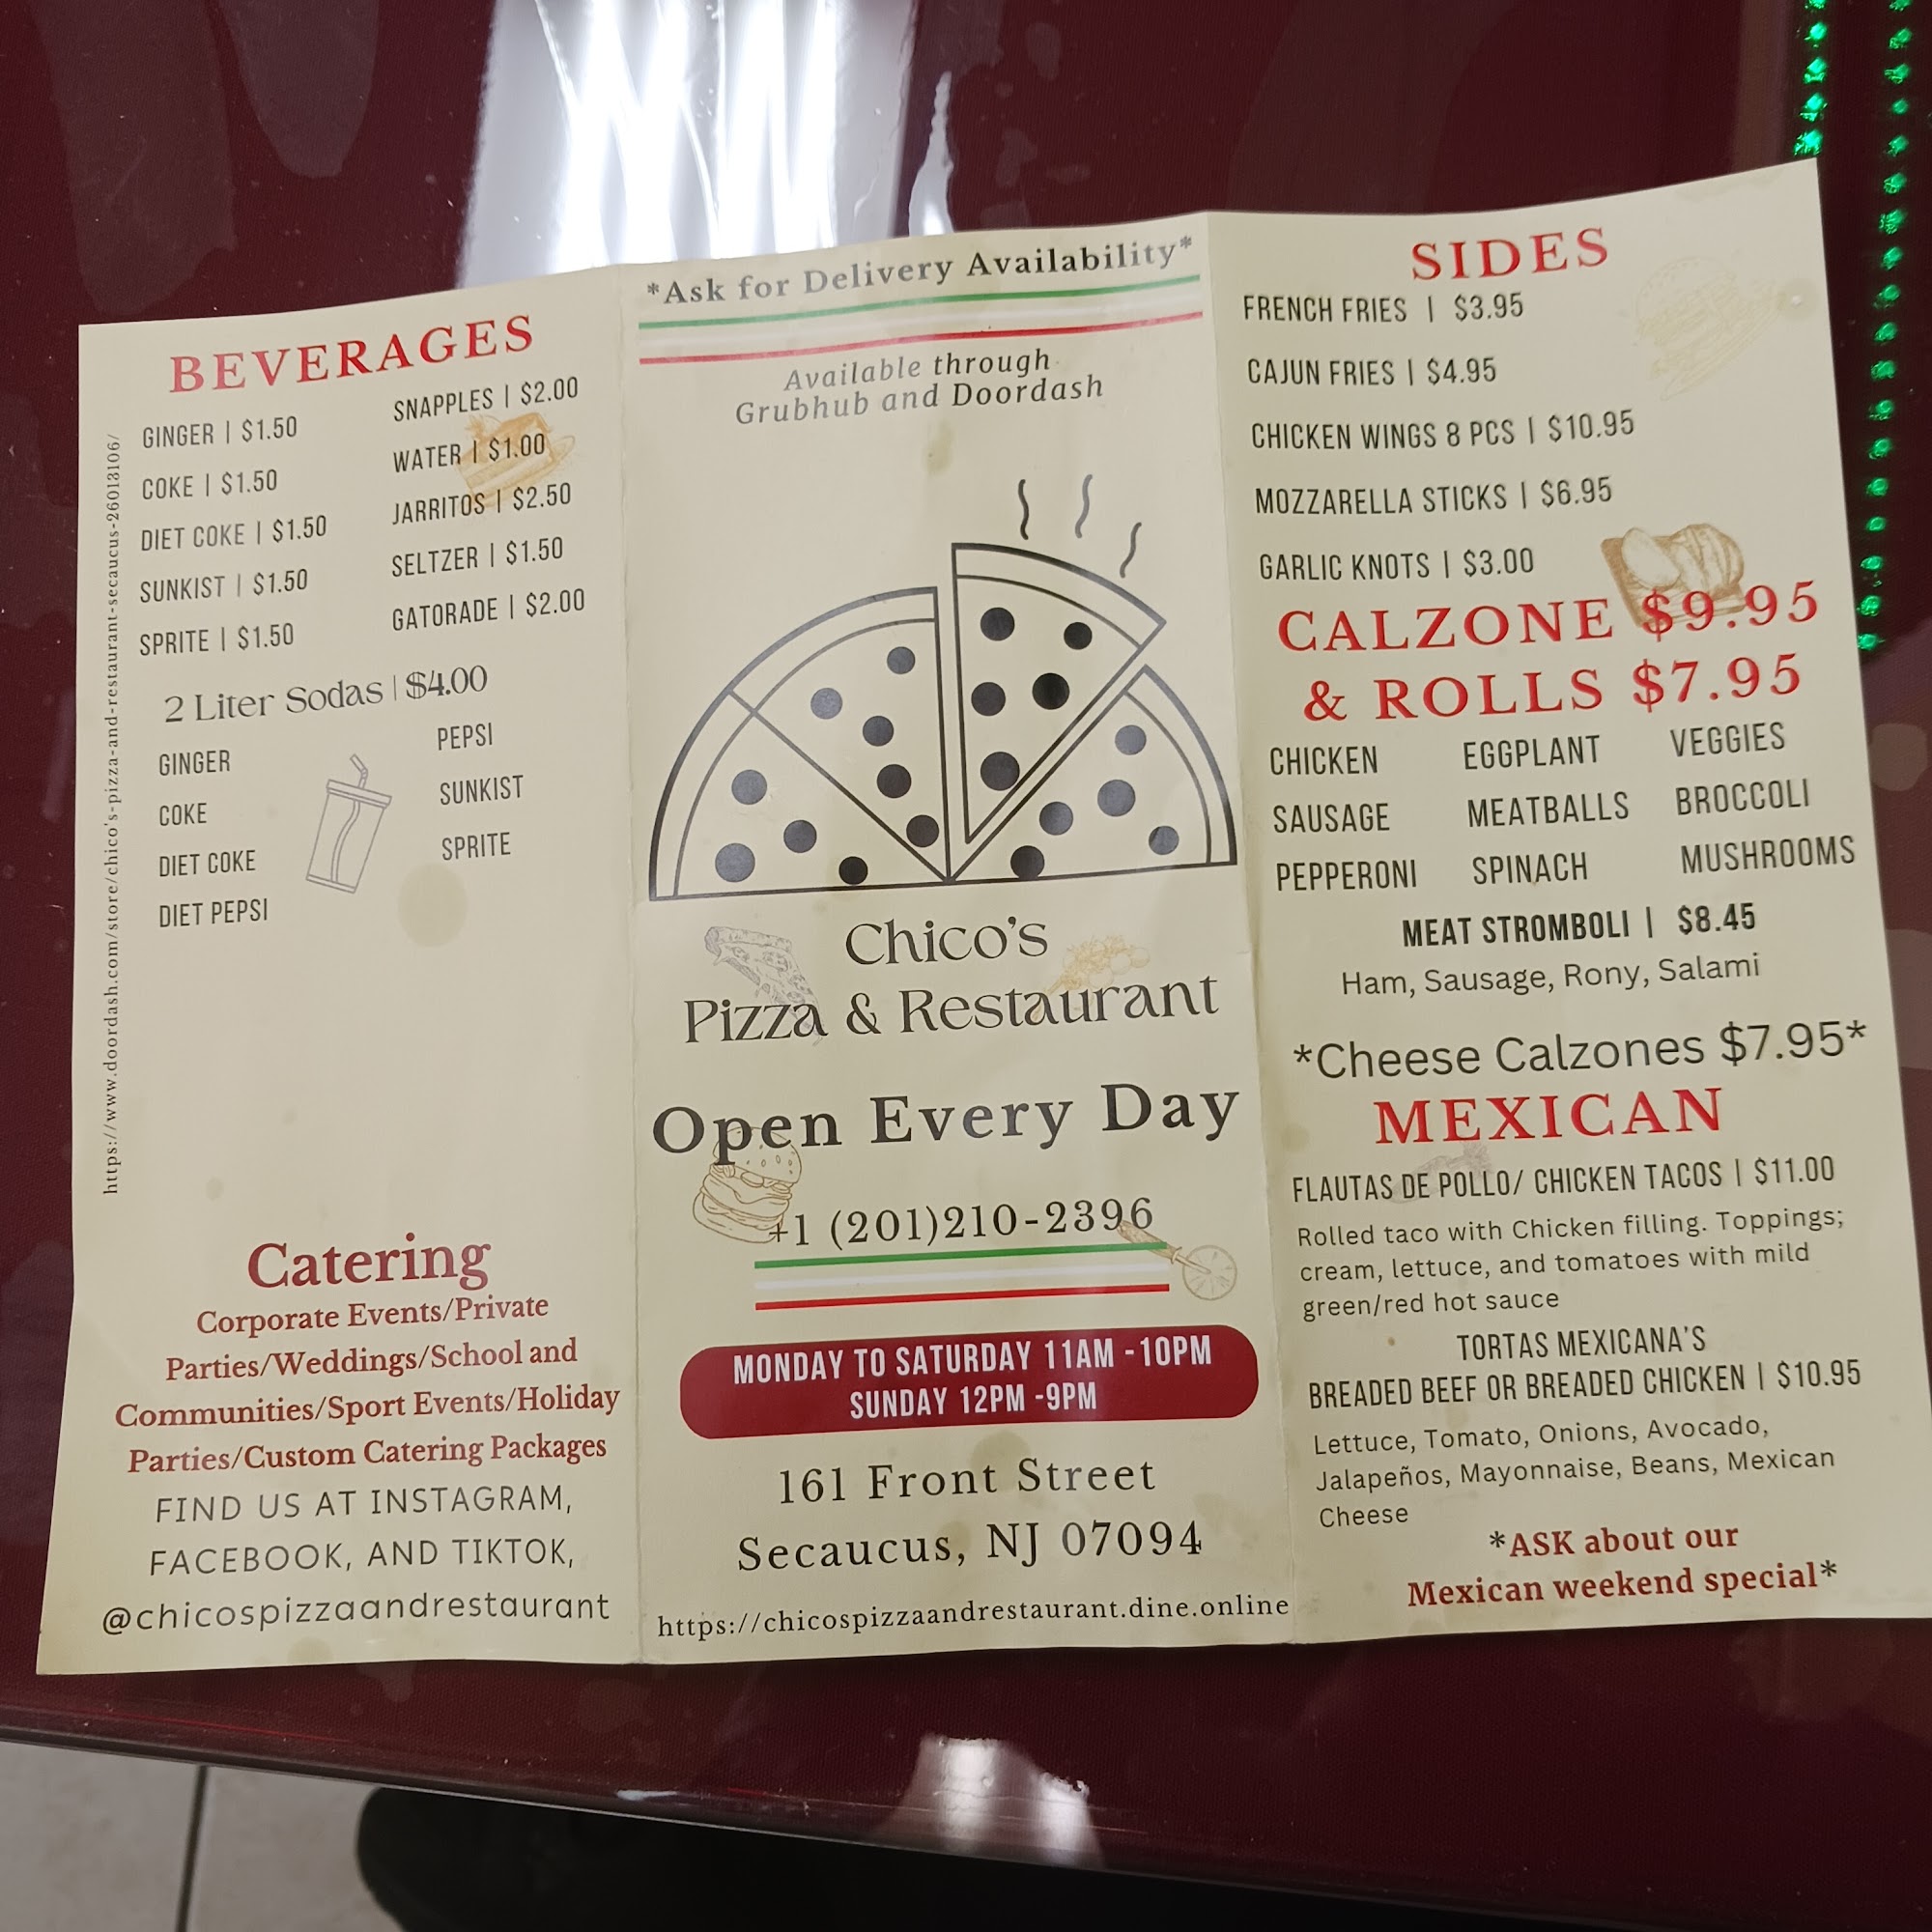 https://www.doordash.com/store/chico's-pizza-and-restaurant-secaucus-26013106/
BEVERAGES
GINGER | $1.50
COKE | $1.50
DIET COKE | $1.50
SUNKIST | $1.50
SPRITE | $1.50
SNAPPLES | $2.00
WATER | $1.00
JARRITOS | $2.50
SELTZER | $1.50
GATORADE | $2.00
2 Liter Sodas | $4.00
GINGER
COKE
DIET COKE
DIET PEPSI
PEPSI
SUNKIST
SPRITE
Catering
Corporate Events/Private
Parties/Weddings/School and
Communities/Sport Events/Holiday
Parties/Custom Catering Packages
FIND US AT INSTAGRAM,
FACEBOOK, AND TIKTOK,
@chicospizzaandrestaurant
*Ask for Delivery Availability*
Available through
Grubhub and Doordash
Chico's
Pizza & Restaurant
Open Every Day
+1 (201)210-2396
MONDAY TO SATURDAY 11AM -10PM
SUNDAY 12PM -9PM
161 Front Street
Secaucus, NJ 07094
https://chicospizzaandrestaurant.dine.online
SIDES
FRENCH FRIES | $3.95
CAJUN FRIES | $4.95
CHICKEN WINGS 8 PCS | $10.95
MOZZARELLA STICKS | $6.95
GARLIC KNOTS | $3.00
CALZONE $9.95
& ROLLS $7.95
CHICKEN EGGPLANT VEGGIES
SAUSAGE MEATBALLS BROCCOLI
PEPPERONI SPINACH MUSHROOMS
MEAT STROMBOLI | $8.45
Ham, Sausage, Rony, Salami
*Cheese Calzones $7.95*
MEXICAN
FLAUTAS DE POLLO/ CHICKEN TACOS | $11.00
Rolled taco with Chicken filling. Toppings;
cream, lettuce, and tomatoes with mild
green/red hot sauce
TORTAS MEXICANA'S
BREADED BEEF OR BREADED CHICKEN | $10.95
Lettuce, Tomato, Onions, Avocado,
Jalapeños, Mayonnaise, Beans, Mexican
Cheese
*ASK about our
Mexican weekend special*